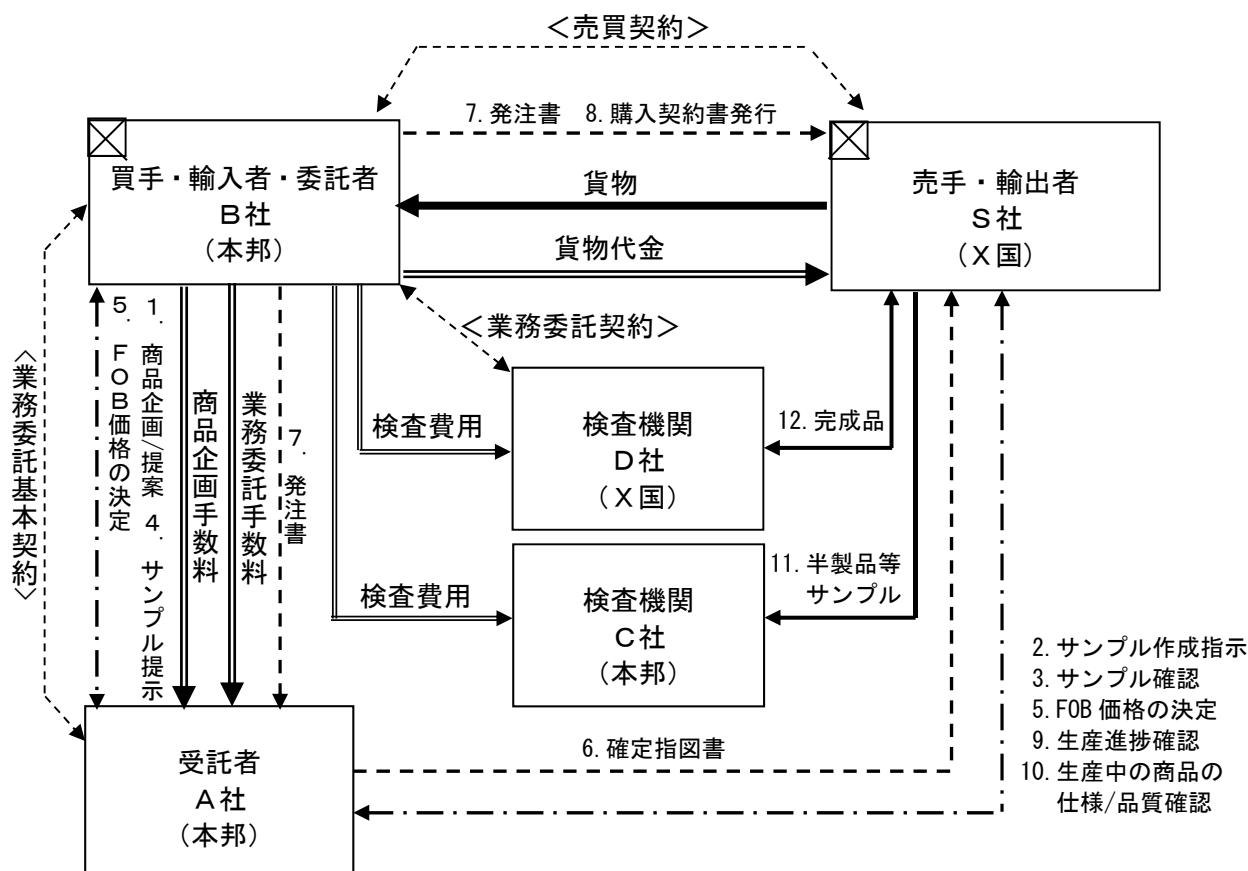 ＜売買契約＞
7. 発注書　8. 購入契約書発行
買手・輸入者・委託者
Ｂ社
（本邦）
売手・輸出者
Ｓ社
（Ｘ国）
貨物
貨物代金
＜業務委託契約＞
＜業務委託基本契約＞
5. ＦＯＢ価格の決定
1. 商品企画/提案　4. サンプル提示
商品企画手数料
業務委託手数料
7. 発注書
検査費用
検査機関
Ｄ社
（Ｘ国）
12. 完成品
検査費用
検査機関
Ｃ社
（本邦）
11. 半製品等
サンプル
受託者
Ａ社
（本邦）
6. 確定指図書
2. サンプル作成指示
3. サンプル確認
5. FOB 価格の決定
9. 生産進捗確認
10. 生産中の商品の
仕様/品質確認